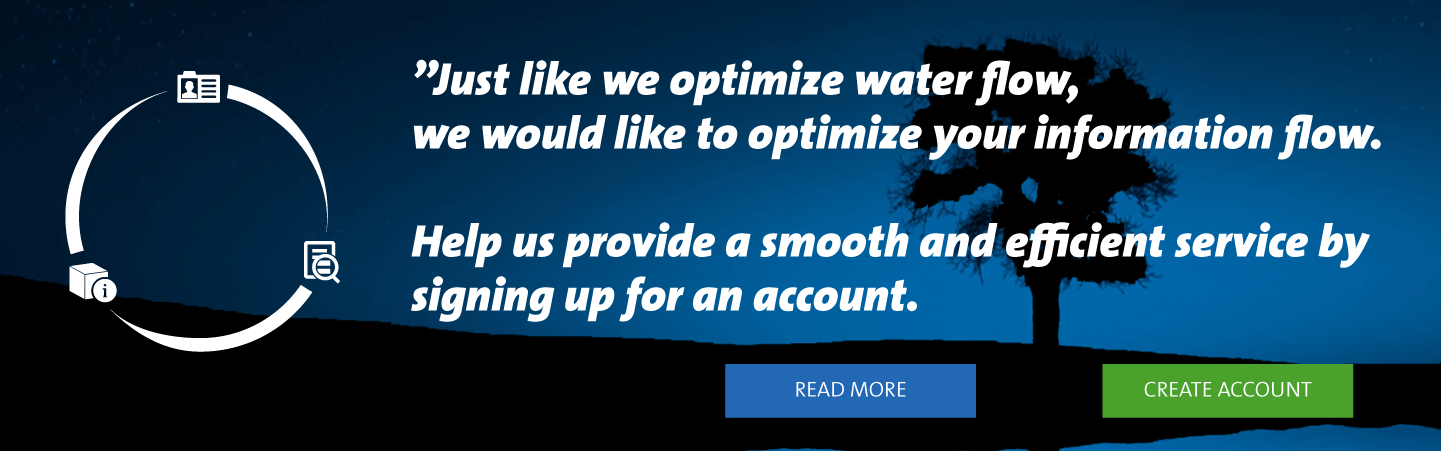 ”Just like we optimize water flow,
we would like to optimize your information flow.
Help us provide a smooth and efficient service by
signing up for an account.
READ MORE
CREATE ACCOUNT